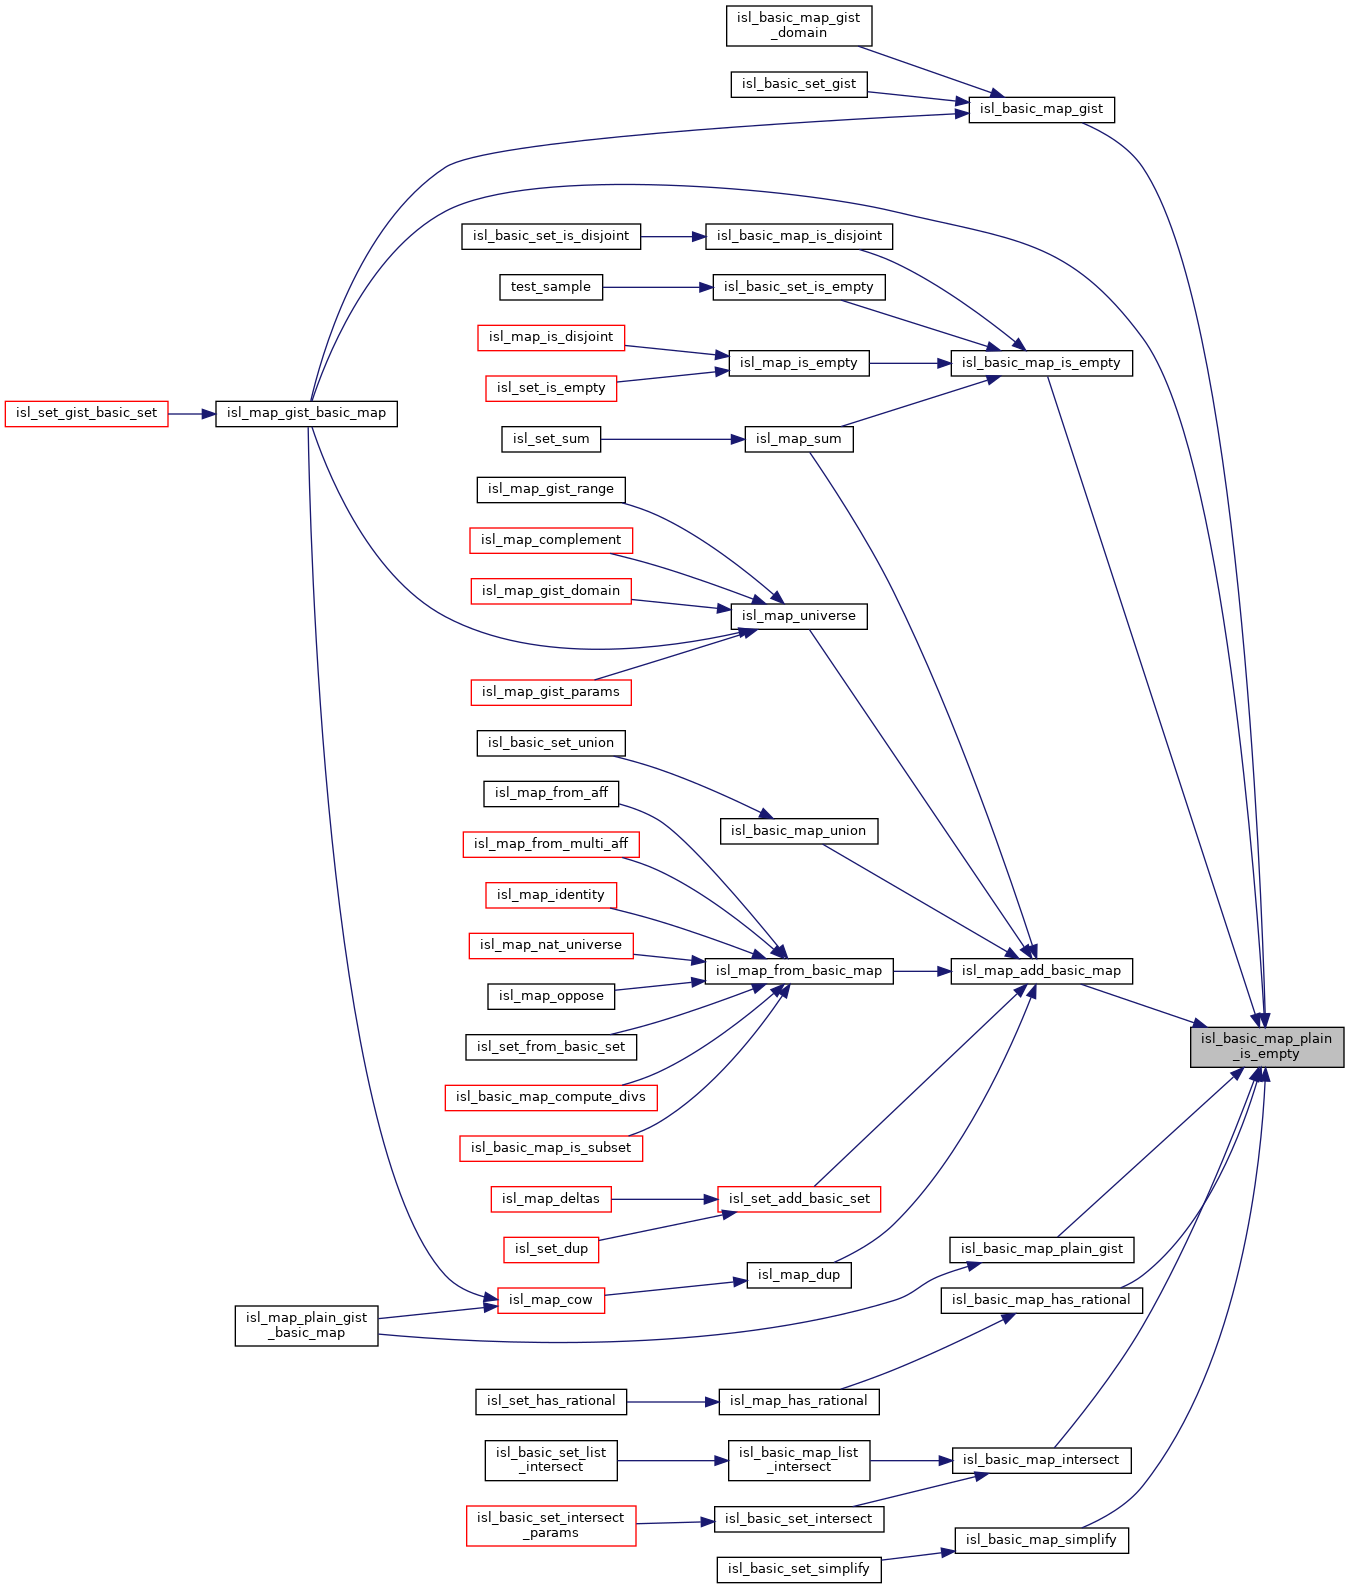 isl_basic_map_gist
_domain
isl_basic_set_gist
isl_basic_map_gist
isl_basic_set_is_disjoint
isl_basic_map_is_disjoint
test_sample
isl_basic_set_is_empty
isl_map_is_disjoint
isl_map_is_empty
isl_basic_map_is_empty
isl_set_is_empty
isl_set_gist_basic_set
isl_map_gist_basic_map
isl_set_sum
isl_map_sum
isl_map_gist_range
isl_map_complement
isl_map_gist_domain
isl_map_universe
isl_map_gist_params
isl_basic_set_union
isl_map_from_aff
isl_basic_map_union
isl_map_from_multi_aff
isl_map_identity
isl_map_nat_universe
isl_map_from_basic_map
isl_map_add_basic_map
isl_map_oppose
isl_set_from_basic_set
isl_basic_map_plain
_is_empty
isl_basic_map_compute_divs
isl_basic_map_is_subset
isl_map_deltas
isl_set_add_basic_set
isl_set_dup
isl_basic_map_plain_gist
isl_map_dup
isl_map_cow
isl_basic_map_has_rational
isl_map_plain_gist
_basic_map
isl_set_has_rational
isl_map_has_rational
isl_basic_set_list
_intersect
isl_basic_map_list
_intersect
isl_basic_map_intersect
isl_basic_set_intersect
_params
isl_basic_set_intersect
isl_basic_map_simplify
isl_basic_set_simplify